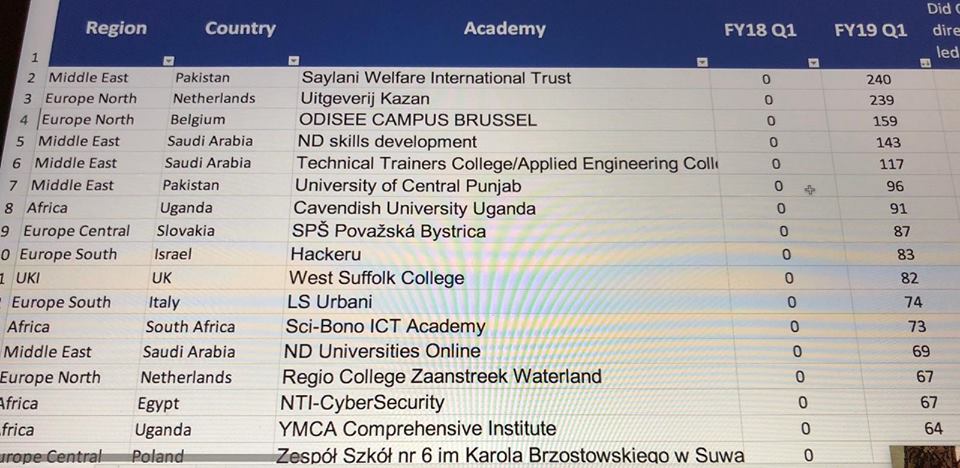 Did
Region Country Academy FY18 Q1 FY19 Q1 dire
1 led
2 Middle East Pakistan Saylani Welfare International Trust 0 240
3 Europe North Netherlands Uitgeverij Kazan 0 239
4 Europe North Belgium ODISEE CAMPUS BRUSSEL 0 159
5 Middle East Saudi Arabia ND skills development 0 143
6 Middle East Saudi Arabia Technical Trainers College/Applied Engineering Coll 0 117
7 Middle East Pakistan University of Central Punjab 0 96
8 Africa Uganda Cavendish University Uganda 0 91
9 Europe Central Slovakia SPŠ Považská Bystrica 0 87
0 Europe South Israel Hackeru 0 83
1 UKI UK West Suffolk College 0 82
Europe South Italy LS Urbani 0 74
Africa South Africa Sci-Bono ICT Academy 0 73
Middle East Saudi Arabia ND Universities Online 0 69
Europe North Netherlands Regio College Zaanstreek Waterland 0 67
Africa Egypt NTI-CyberSecurity 0 67
frica Uganda YMCA Comprehensive Institute 0 64
urope Central Poland Zespół Szkół nr 6 im Karola Brzostowskiego w Suwa 0